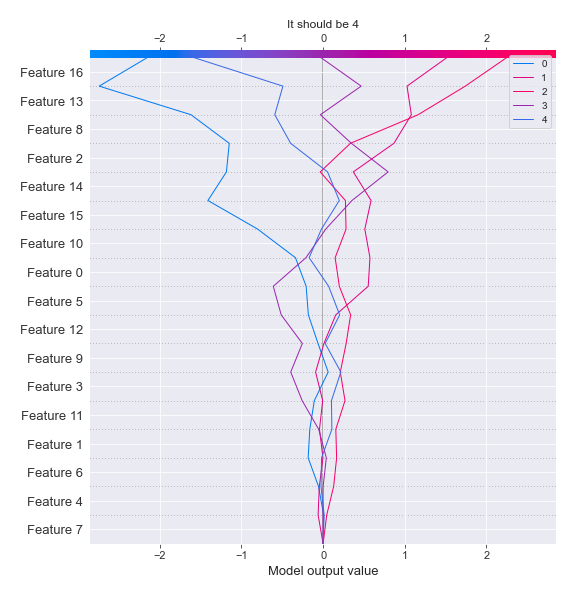 It should be 4
−2 −1 0 1 2
0
1
2
3
4
Feature 16
Feature 13
Feature 8
Feature 2
Feature 14
Feature 15
Feature 10
Feature 0
Feature 5
Feature 12
Feature 9
Feature 3
Feature 11
Feature 1
Feature 6
Feature 4
Feature 7
−2 −1 0 1 2
Model output value